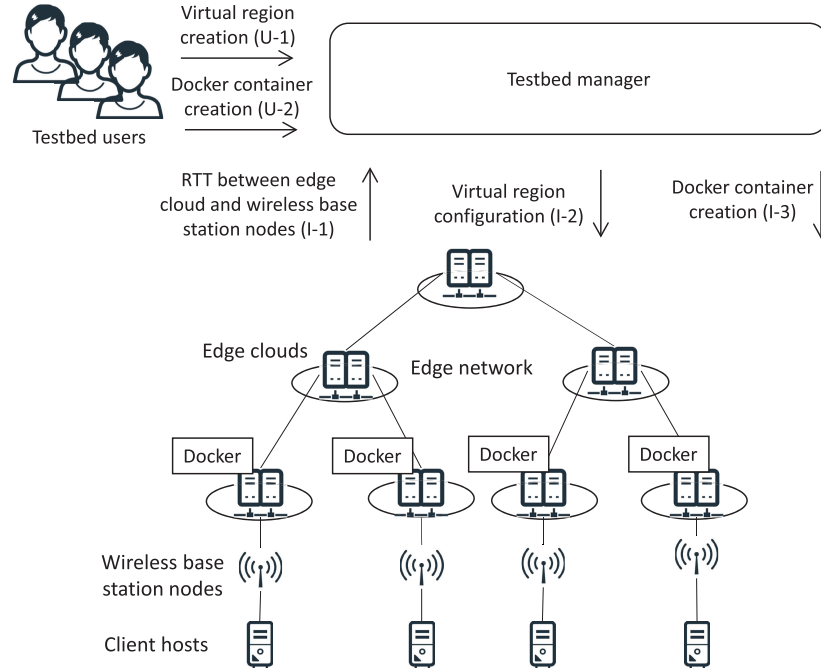 Virtual region
creation (U-1)
Docker container
creation (U-2)
Testbed users
Testbed manager
RTT between edge
cloud and wireless base
station nodes (I-1)
Virtual region
configuration (I-2)
Docker container
creation (I-3)
Edge clouds
Edge network
Docker
Docker
Docker
Docker
Wireless base
station nodes
Client hosts